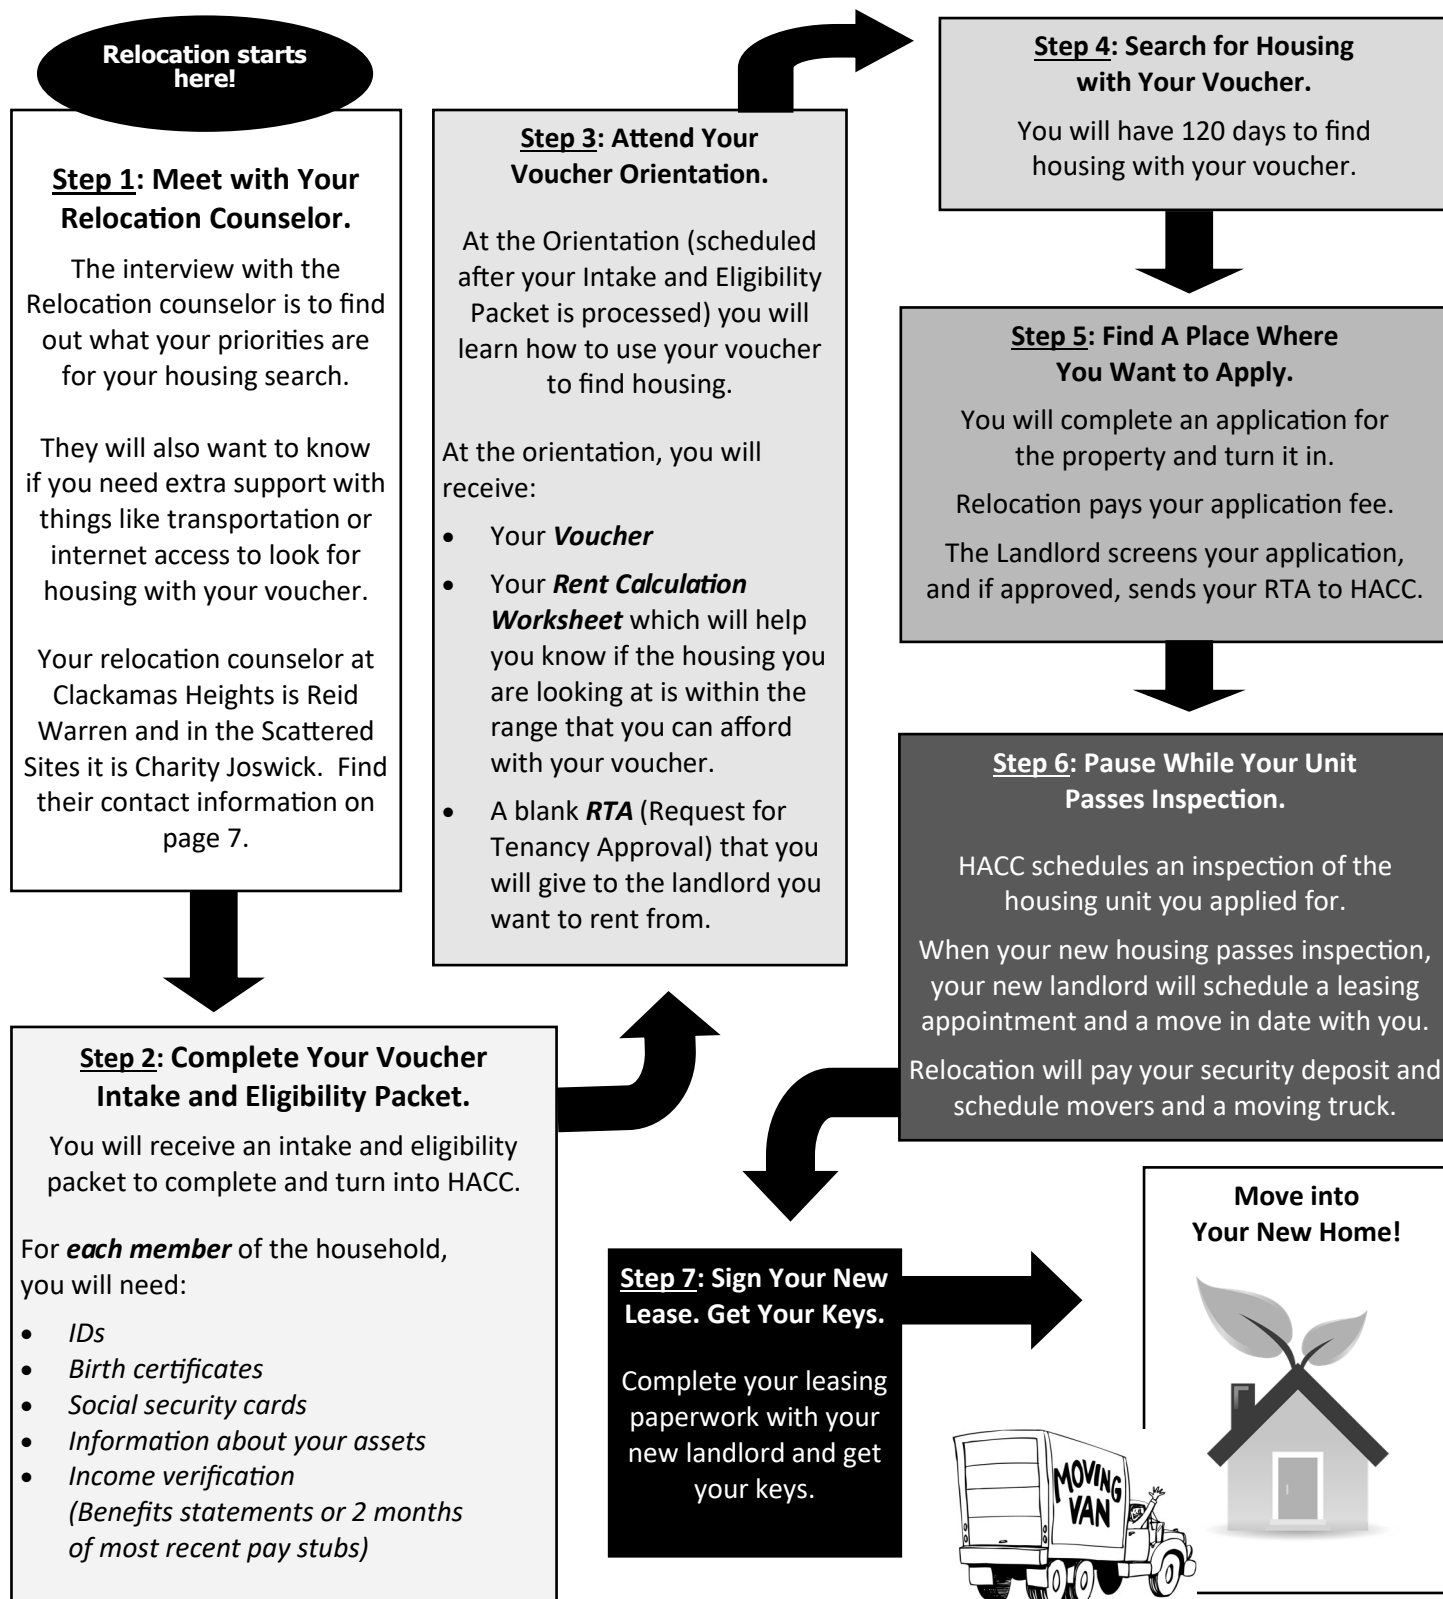 Relocation starts
here!
Step 1: Meet with Your
Relocation Counselor.
The interview with the
Relocation counselor is to find
out what your priorities are
for your housing search.
They will also want to know
if you need extra support with
things like transportation or
internet access to look for
housing with your voucher.
Your relocation counselor at
Clackamas Heights is Reid
Warren and in the Scattered
Sites it is Charity Joswick.  Find
their contact information on
page 7.
Step 2: Complete Your Voucher
Intake and Eligibility Packet.
You will receive an intake and eligibility
packet to complete and turn into HACC.
For each member of the household,
you will need:
• IDs
• Birth certificates
• Social security cards
• Information about your assets
• Income verification
(Benefits statements or 2 months
of most recent pay stubs)
Step 3: Attend Your
Voucher Orientation.
At the Orientation (scheduled
after your Intake and Eligibility
Packet is processed) you will
learn how to use your voucher
to find housing.
At the orientation, you will
receive:
• Your Voucher
• Your Rent Calculation
Worksheet which will help
you know if the housing you
are looking at is within the
range that you can afford
with your voucher.
• A blank RTA (Request for
Tenancy Approval) that you
will give to the landlord you
want to rent from.
Step 4: Search for Housing
with Your Voucher.
You will have 120 days to find
housing with your voucher.
Step 5: Find A Place Where
You Want to Apply.
You will complete an application for
the property and turn it in.
Relocation pays your application fee.
The Landlord screens your application,
and if approved, sends your RTA to HACC.
Step 6: Pause While Your Unit
Passes Inspection.
HACC schedules an inspection of the
housing unit you applied for.
When your new housing passes inspection,
your new landlord will schedule a leasing
appointment and a move in date with you.
Relocation will pay your security deposit and
schedule movers and a moving truck.
Step 7: Sign Your New
Lease. Get Your Keys.
Complete your leasing
paperwork with your
new landlord and get
your keys.
Move into
Your New Home!
MOVING
VAN